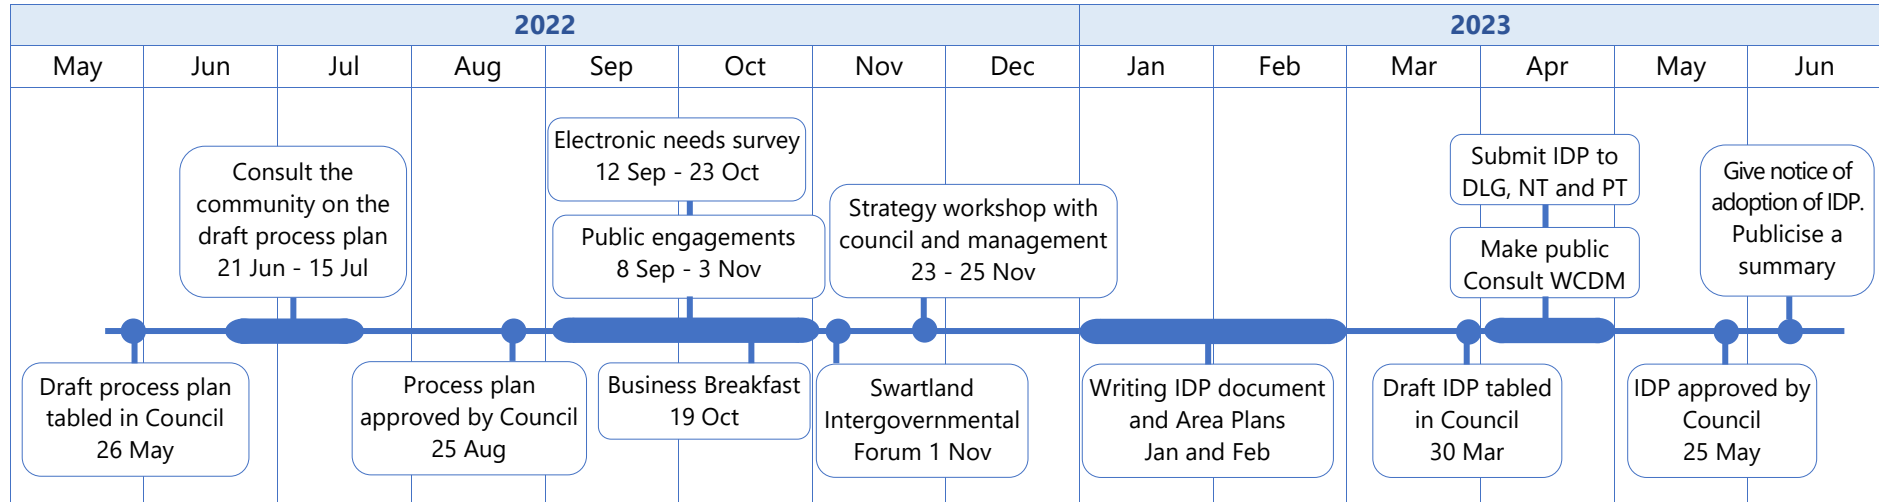 2022
2023
May
Jun
Jul
Aug
Sep
Oct
Nov
Dec
Jan
Feb
Mar
Apr
May
Jun
Consult the
community on the
draft process plan
21 Jun - 15 Jul
Electronic needs survey
12 Sep - 23 Oct
Public engagements
8 Sep - 3 Nov
Strategy workshop with
council and management
23 - 25 Nov
Submit IDP to
DLG, NT and PT
Make public
Consult WCDM
Give notice of
adoption of IDP.
Publicise a
summary
Draft process plan
tabled in Council
26 May
Process plan
approved by Council
25 Aug
Business Breakfast
19 Oct
Swartland
Intergovernmental
Forum 1 Nov
Writing IDP document
and Area Plans
Jan and Feb
Draft IDP tabled
in Council
30 Mar
IDP approved by
Council
25 May